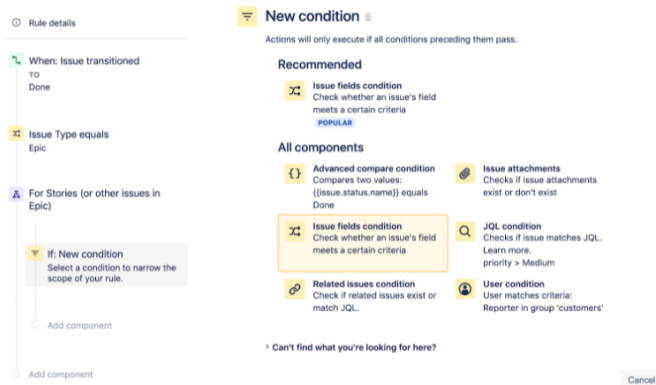 Rule details
When: Issue transitioned
TO
Done
Issue Type equals
Epic
For Stories (or other issues in
Epic)
If: New condition
Select a condition to narrow the
scope of your rule.
Add component
Add component
New condition
Actions will only execute if all conditions preceding them pass.
Recommended
Issue fields condition
Check whether an issue's field
meets a certain criteria
POPULAR
All components
{} Advanced compare condition
Compares two values:
{{issue.status.name}} equals
Done
Issue attachments
Checks if issue attachments
exist or don't exist
Issue fields condition
Check whether an issue's field
meets a certain criteria
JQL condition
Checks if issue matches JQL.
Learn more.
priority > Medium
Related issues condition
Check if related issues exist or
match JQL.
User condition
User matches criteria:
Reporter in group 'customers'
> Can't find what you're looking for here?
Cancel